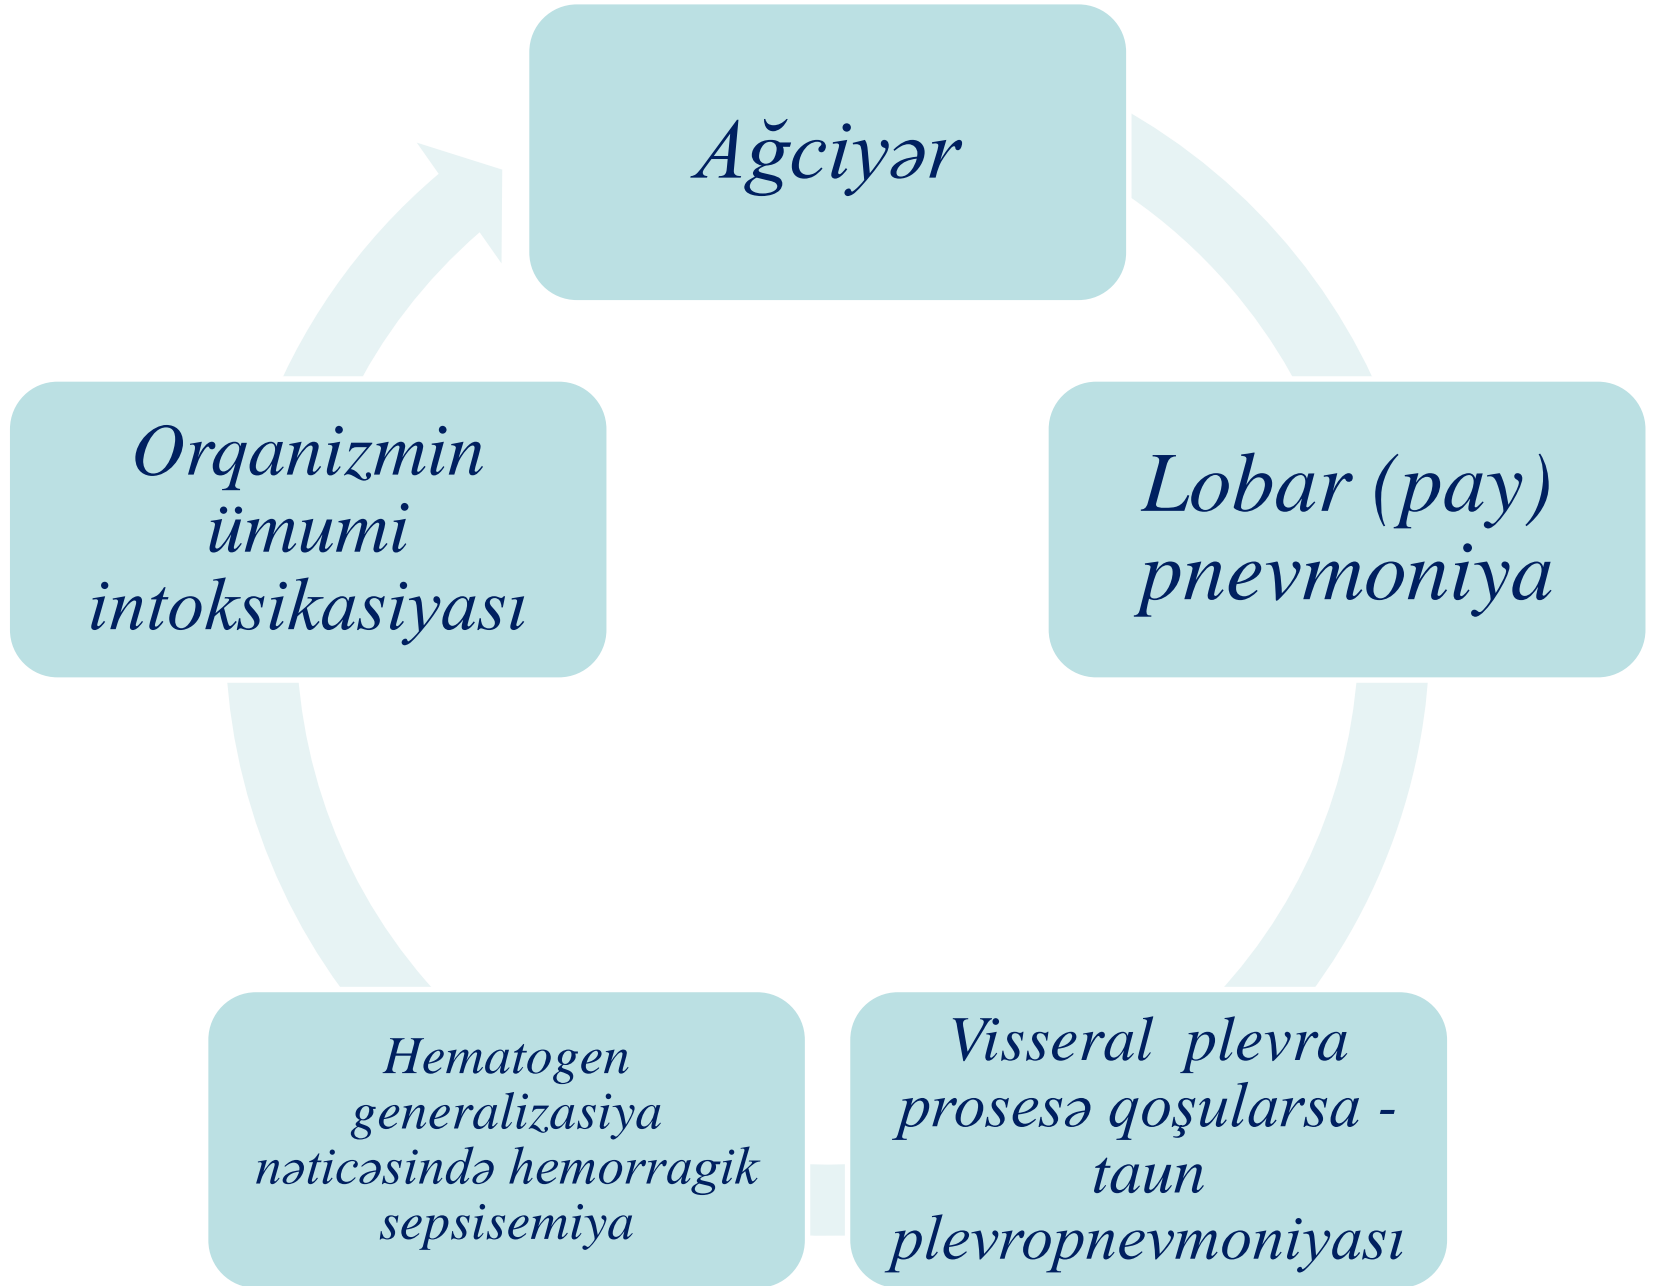 Ağciyər
Lobar (pay)
pnevmoniya
Visseral plevra
prosesə qoşularsa -
taun
plevropnevmoniyası
Hematogen
generalizasiya
nəticəsində hemorragik
sepsisemiya
Orqanizmin
ümumi
intoksikasiyası